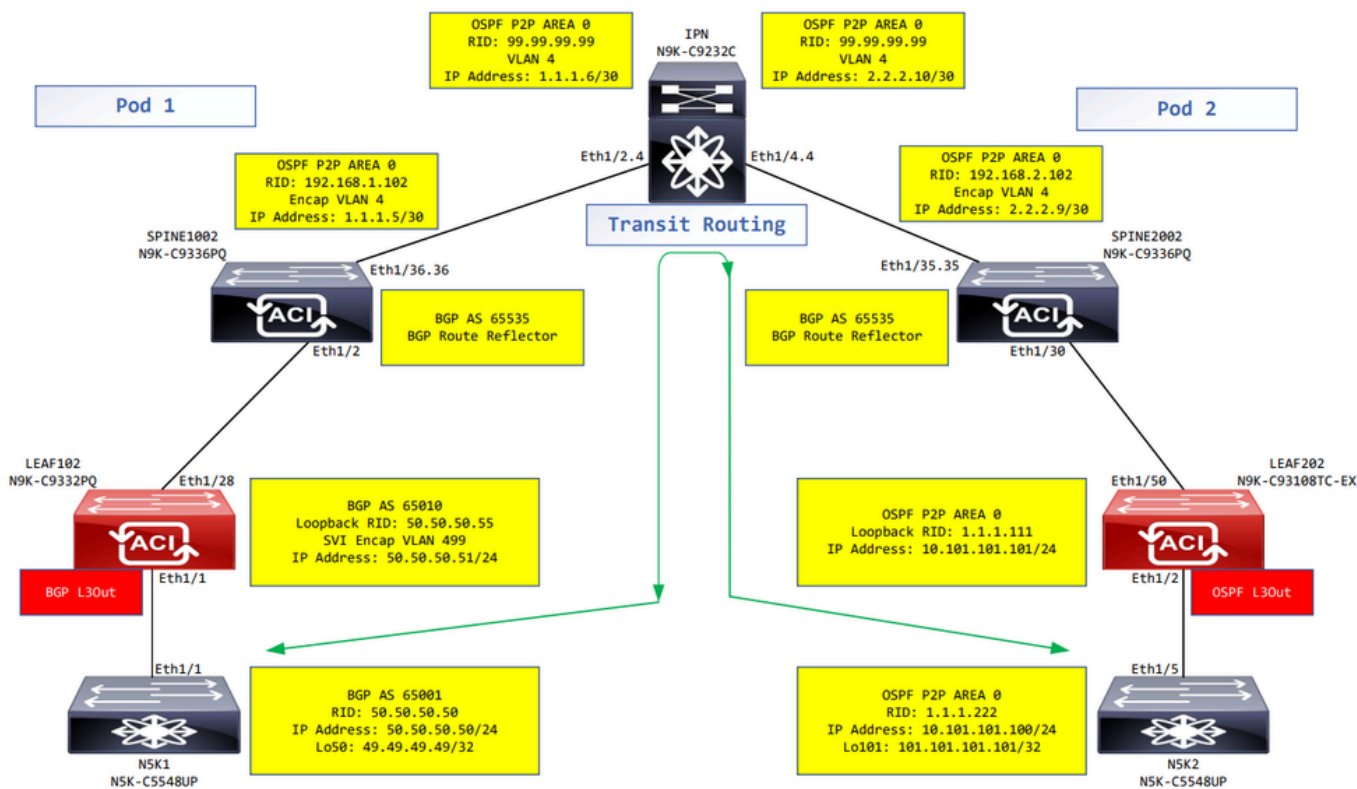 OSPF P2P AREA 0
RID: 99.99.99.99
VLAN 4
IP Address: 1.1.1.6/30
IPN
N9K-C9232C
OSPF P2P AREA 0
RID: 99.99.99.99
VLAN 4
IP Address: 2.2.2.10/30
Pod 1
Pod 2
Eth1/2.4
Eth1/4.4
OSPF P2P AREA 0
RID: 192.168.1.102
Encap VLAN 4
IP Address: 1.1.1.5/30
OSPF P2P AREA 0
RID: 192.168.2.102
Encap VLAN 4
IP Address: 2.2.2.9/30
Transit Routing
SPINE1002
N9K-C9336PQ
SPINE2002
N9K-C9336PQ
Eth1/36.36
Eth1/35.35
ACI
ACI
BGP AS 65535
BGP Route Reflector
BGP AS 65535
BGP Route Reflector
Eth1/2
Eth1/30
LEAF102
N9K-C9332PQ
LEAF202
N9K-C93108TC-EX
Eth1/28
Eth1/50
ACI
ACI
BGP AS 65010
Loopback RID: 50.50.50.55
SVI Encap VLAN 499
IP Address: 50.50.50.51/24
OSPF P2P AREA 0
Loopback RID: 1.1.1.111
IP Address: 10.101.101.101/24
BGP L3Out
Eth1/1
Eth1/2
OSPF L3Out
Eth1/1
Eth1/5
BGP AS 65001
RID: 50.50.50.50
IP Address: 50.50.50.50/24
Lo50: 49.49.49.49/32
OSPF P2P AREA 0
RID: 1.1.1.222
IP Address: 10.101.101.100/24
Lo101: 101.101.101.101/32
N5K1
N5K-C5548UP
N5K2
N5K-C5548UP